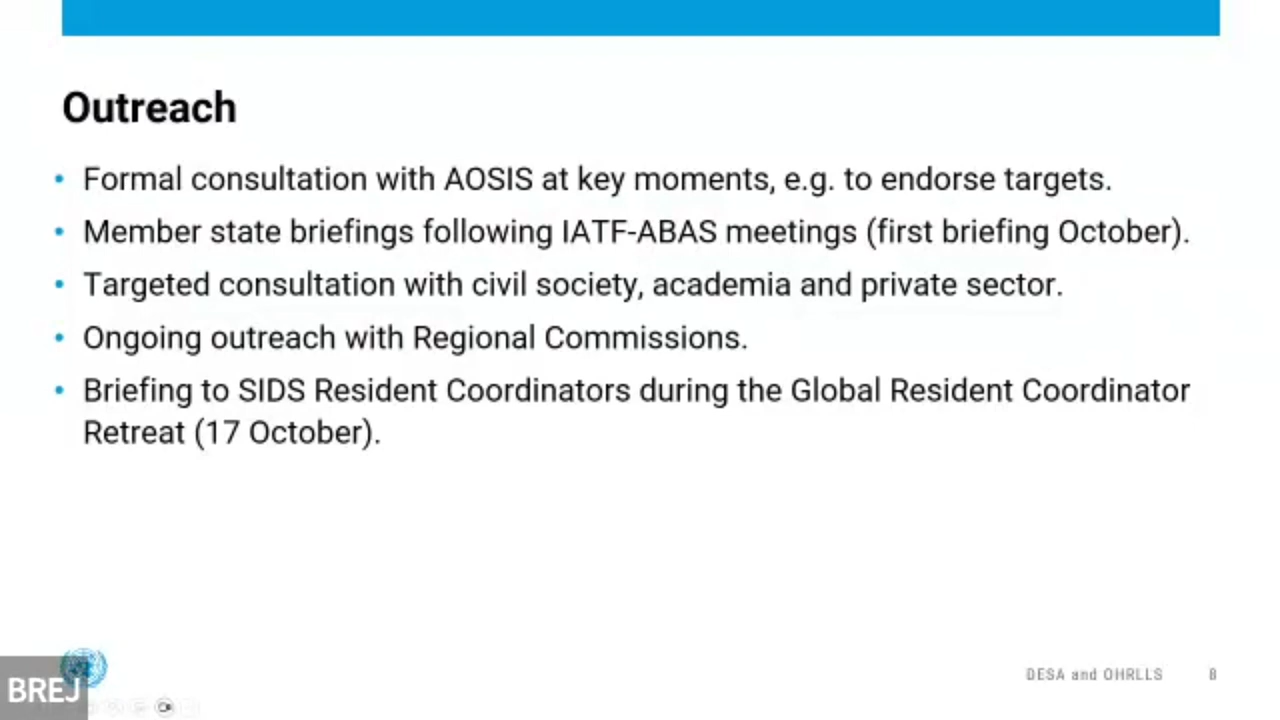 Outreach
• Formal consultation with AOSIS at key moments, e.g. to endorse targets.
• Member state briefings following IATF-ABAS meetings (first briefing October).
• Targeted consultation with civil society, academia and private sector.
• Ongoing outreach with Regional Commissions.
• Briefing to SIDS Resident Coordinators during the Global Resident Coordinator
Retreat (17 October).
BREJ
DESA and OHRLLS 8